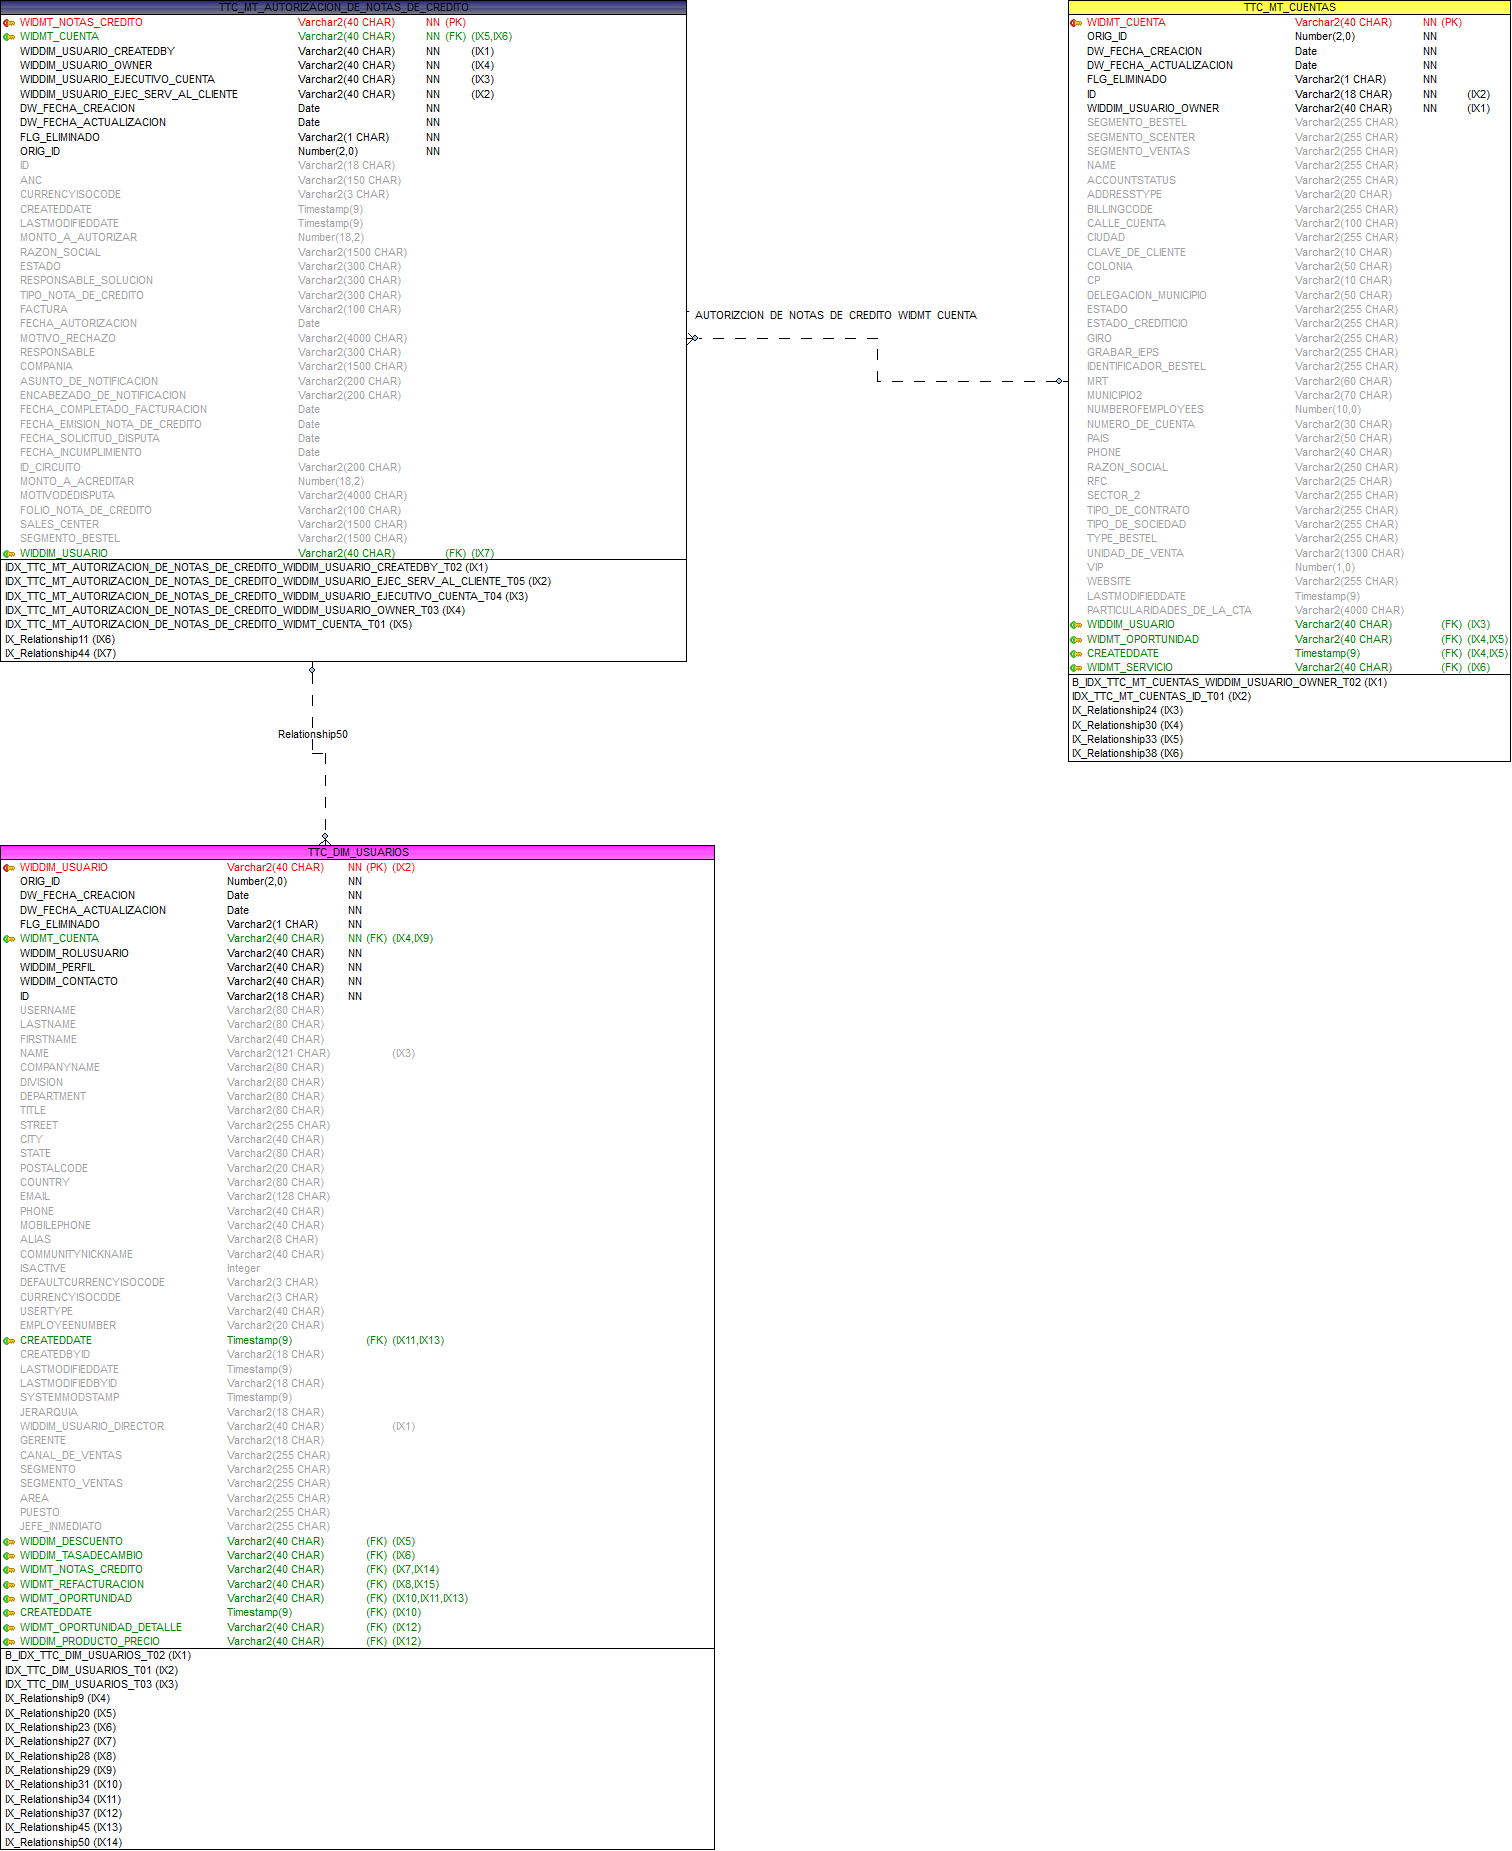 TTC_MT_AUTORIZACION_DE_NOTAS_DE_CREDITO
WIDMT_NOTAS_CREDITO Varchar2(40 CHAR) NN (PK)
WIDMT_CUENTA Varchar2(40 CHAR) NN (FK) (IX5,IX6)
WIDDIM_USUARIO_CREATEDBY Varchar2(40 CHAR) NN (IX1)
WIDDIM_USUARIO_OWNER Varchar2(40 CHAR) NN (IX4)
WIDDIM_USUARIO_EJECUTIVO_CUENTA Varchar2(40 CHAR) NN (IX3)
WIDDIM_USUARIO_EJEC_SERV_AL_CLIENTE Varchar2(40 CHAR) NN (IX2)
DW_FECHA_CREACION Date NN
DW_FECHA_ACTUALIZACION Date NN
FLG_ELIMINADO Varchar2(1 CHAR) NN
ORIG_ID Number(2,0) NN
ID Varchar2(18 CHAR)
ANC Varchar2(150 CHAR)
CURRENCYISOCODE Varchar2(3 CHAR)
CREATEDDATE Timestamp(9)
LASTMODIFIEDDATE Timestamp(9)
MONTO_A_AUTORIZAR Number(18,2)
RAZON_SOCIAL Varchar2(1500 CHAR)
ESTADO Varchar2(300 CHAR)
RESPONSABLE_SOLUCION Varchar2(300 CHAR)
TIPO_NOTA_DE_CREDITO Varchar2(300 CHAR)
FACTURA Varchar2(100 CHAR)
FECHA_AUTORIZACION Date
MOTIVO_RECHAZO Varchar2(4000 CHAR)
RESPONSABLE Varchar2(300 CHAR)
COMPANIA Varchar2(1500 CHAR)
ASUNTO_DE_NOTIFICACION Varchar2(200 CHAR)
ENCABEZADO_DE_NOTIFICACION Varchar2(200 CHAR)
FECHA_COMPLETADO_FACTURACION Date
FECHA_EMISION_NOTA_DE_CREDITO Date
FECHA_SOLICITUD_DISPUTA Date
FECHA_INCUMPLIMIENTO Date
ID_CIRCUITO Varchar2(200 CHAR)
MONTO_A_ACREDITAR Number(18,2)
MOTIVODEDISPUTA Varchar2(4000 CHAR)
FOLIO_NOTA_DE_CREDITO Varchar2(100 CHAR)
SALES_CENTER Varchar2(1500 CHAR)
SEGMENTO_BESTEL Varchar2(1500 CHAR)
WIDDIM_USUARIO Varchar2(40 CHAR) (FK) (IX7)
IDX_TTC_MT_AUTORIZACION_DE_NOTAS_DE_CREDITO_WIDDIM_USUARIO_CREATEDBY_T02 (IX1)
IDX_TTC_MT_AUTORIZACION_DE_NOTAS_DE_CREDITO_WIDDIM_USUARIO_EJEC_SERV_AL_CLIENTE_T05 (IX2)
IDX_TTC_MT_AUTORIZACION_DE_NOTAS_DE_CREDITO_WIDDIM_USUARIO_EJECUTIVO_CUENTA_T04 (IX3)
IDX_TTC_MT_AUTORIZACION_DE_NOTAS_DE_CREDITO_WIDDIM_USUARIO_OWNER_T03 (IX4)
IDX_TTC_MT_AUTORIZACION_DE_NOTAS_DE_CREDITO_WIDMT_CUENTA_T01 (IX5)
IX_Relationship11 (IX6)
IX_Relationship44 (IX7)
AUTORIZCION_DE_NOTAS_DE_CREDITO_WIDMT_CUENTA
TTC_MT_CUENTAS
WIDMT_CUENTA Varchar2(40 CHAR) NN (PK)
ORIG_ID Number(2,0) NN
DW_FECHA_CREACION Date NN
DW_FECHA_ACTUALIZACION Date NN
FLG_ELIMINADO Varchar2(1 CHAR) NN
ID Varchar2(18 CHAR) NN (IX2)
WIDDIM_USUARIO_OWNER Varchar2(40 CHAR) NN (IX1)
SEGMENTO_BESTEL Varchar2(255 CHAR)
SEGMENTO_SCENTER Varchar2(255 CHAR)
SEGMENTO_VENTAS Varchar2(255 CHAR)
NAME Varchar2(255 CHAR)
ACCOUNTSTATUS Varchar2(255 CHAR)
ADDRESSTYPE Varchar2(20 CHAR)
BILLINGCODE Varchar2(255 CHAR)
CALLE_CUENTA Varchar2(100 CHAR)
CIUDAD Varchar2(255 CHAR)
CLAVE_DE_CLIENTE Varchar2(10 CHAR)
COLONIA Varchar2(50 CHAR)
CP Varchar2(10 CHAR)
DELEGACION_MUNICIPIO Varchar2(50 CHAR)
ESTADO Varchar2(255 CHAR)
ESTADO_CREDITICIO Varchar2(255 CHAR)
GIRO Varchar2(255 CHAR)
GRABAR_IEPS Varchar2(255 CHAR)
IDENTIFICADOR_BESTEL Varchar2(255 CHAR)
MRT Varchar2(60 CHAR)
MUNICIPIO2 Varchar2(70 CHAR)
NUMBEROFEMPLOYEES Number(10,0)
NUMERO_DE_CUENTA Varchar2(30 CHAR)
PAIS Varchar2(50 CHAR)
PHONE Varchar2(40 CHAR)
RAZON_SOCIAL Varchar2(250 CHAR)
RFC Varchar2(25 CHAR)
SECTOR_2 Varchar2(255 CHAR)
TIPO_DE_CONTRATO Varchar2(255 CHAR)
TIPO_DE_SOCIEDAD Varchar2(255 CHAR)
TYPE_BESTEL Varchar2(255 CHAR)
UNIDAD_DE_VENTA Varchar2(1300 CHAR)
VIP Number(1,0)
WEBSITE Varchar2(255 CHAR)
LASTMODIFIEDDATE Timestamp(9)
PARTICULARIDADES_DE_LA_CTA Varchar2(4000 CHAR)
WIDDIM_USUARIO Varchar2(40 CHAR) (FK) (IX3)
WIDMT_OPORTUNIDAD Varchar2(40 CHAR) (FK) (IX4,IX5)
CREATEDDATE Timestamp(9) (FK) (IX4,IX5)
WIDMT_SERVICIO Varchar2(40 CHAR) (FK) (IX6)
B_IDX_TTC_MT_CUENTAS_WIDDIM_USUARIO_OWNER_T02 (IX1)
IDX_TTC_MT_CUENTAS_ID_T01 (IX2)
IX_Relationship24 (IX3)
IX_Relationship30 (IX4)
IX_Relationship33 (IX5)
IX_Relationship38 (IX6)
Relationship50
TTC_DIM_USUARIOS
WIDDIM_USUARIO Varchar2(40 CHAR) NN (PK) (IX2)
ORIG_ID Number(2,0) NN
DW_FECHA_CREACION Date NN
DW_FECHA_ACTUALIZACION Date NN
FLG_ELIMINADO Varchar2(1 CHAR) NN
WIDMT_CUENTA Varchar2(40 CHAR) NN (FK) (IX4,IX9)
WIDDIM_ROLUSUARIO Varchar2(40 CHAR) NN
WIDDIM_PERFIL Varchar2(40 CHAR) NN
WIDDIM_CONTACTO Varchar2(40 CHAR) NN
ID Varchar2(18 CHAR) NN
USERNAME Varchar2(80 CHAR)
LASTNAME Varchar2(80 CHAR)
FIRSTNAME Varchar2(40 CHAR)
NAME Varchar2(121 CHAR) (IX3)
COMPANYNAME Varchar2(80 CHAR)
DIVISION Varchar2(80 CHAR)
DEPARTMENT Varchar2(80 CHAR)
TITLE Varchar2(80 CHAR)
STREET Varchar2(255 CHAR)
CITY Varchar2(40 CHAR)
STATE Varchar2(80 CHAR)
POSTALCODE Varchar2(20 CHAR)
COUNTRY Varchar2(80 CHAR)
EMAIL Varchar2(128 CHAR)
PHONE Varchar2(40 CHAR)
MOBILEPHONE Varchar2(40 CHAR)
ALIAS Varchar2(8 CHAR)
COMMUNITYNICKNAME Varchar2(40 CHAR)
ISACTIVE Integer
DEFAULTCURRENCYISOCODE Varchar2(3 CHAR)
CURRENCYISOCODE Varchar2(3 CHAR)
USERTYPE Varchar2(40 CHAR)
EMPLOYEENUMBER Varchar2(20 CHAR)
CREATEDDATE Timestamp(9) (FK) (IX11,IX13)
CREATEDBYID Varchar2(18 CHAR)
LASTMODIFIEDDATE Timestamp(9)
LASTMODIFIEDBYID Varchar2(18 CHAR)
SYSTEMMODSTAMP Timestamp(9)
JERARQUIA Varchar2(18 CHAR)
WIDDIM_USUARIO_DIRECTOR Varchar2(40 CHAR) (IX1)
GERENTE Varchar2(18 CHAR)
CANAL_DE_VENTAS Varchar2(255 CHAR)
SEGMENTO Varchar2(255 CHAR)
SEGMENTO_VENTAS Varchar2(255 CHAR)
AREA Varchar2(255 CHAR)
PUESTO Varchar2(255 CHAR)
JEFE_INMEDIATO Varchar2(255 CHAR)
WIDDIM_DESCUENTO Varchar2(40 CHAR) (FK) (IX5)
WIDDIM_TASADECAMBIO Varchar2(40 CHAR) (FK) (IX6)
WIDMT_NOTAS_CREDITO Varchar2(40 CHAR) (FK) (IX7,IX14)
WIDMT_REFACTURACION Varchar2(40 CHAR) (FK) (IX8,IX15)
WIDMT_OPORTUNIDAD Varchar2(40 CHAR) (FK) (IX10,IX11,IX13)
CREATEDDATE Timestamp(9) (FK) (IX10)
WIDMT_OPORTUNIDAD_DETALLE Varchar2(40 CHAR) (FK) (IX12)
WIDDIM_PRODUCTO_PRECIO Varchar2(40 CHAR) (FK) (IX12)
B_IDX_TTC_DIM_USUARIOS_T02 (IX1)
IDX_TTC_DIM_USUARIOS_T01 (IX2)
IDX_TTC_DIM_USUARIOS_T03 (IX3)
IX_Relationship9 (IX4)
IX_Relationship20 (IX5)
IX_Relationship23 (IX6)
IX_Relationship27 (IX7)
IX_Relationship28 (IX8)
IX_Relationship29 (IX9)
IX_Relationship31 (IX10)
IX_Relationship34 (IX11)
IX_Relationship37 (IX12)
IX_Relationship45 (IX13)
IX_Relationship50 (IX14)